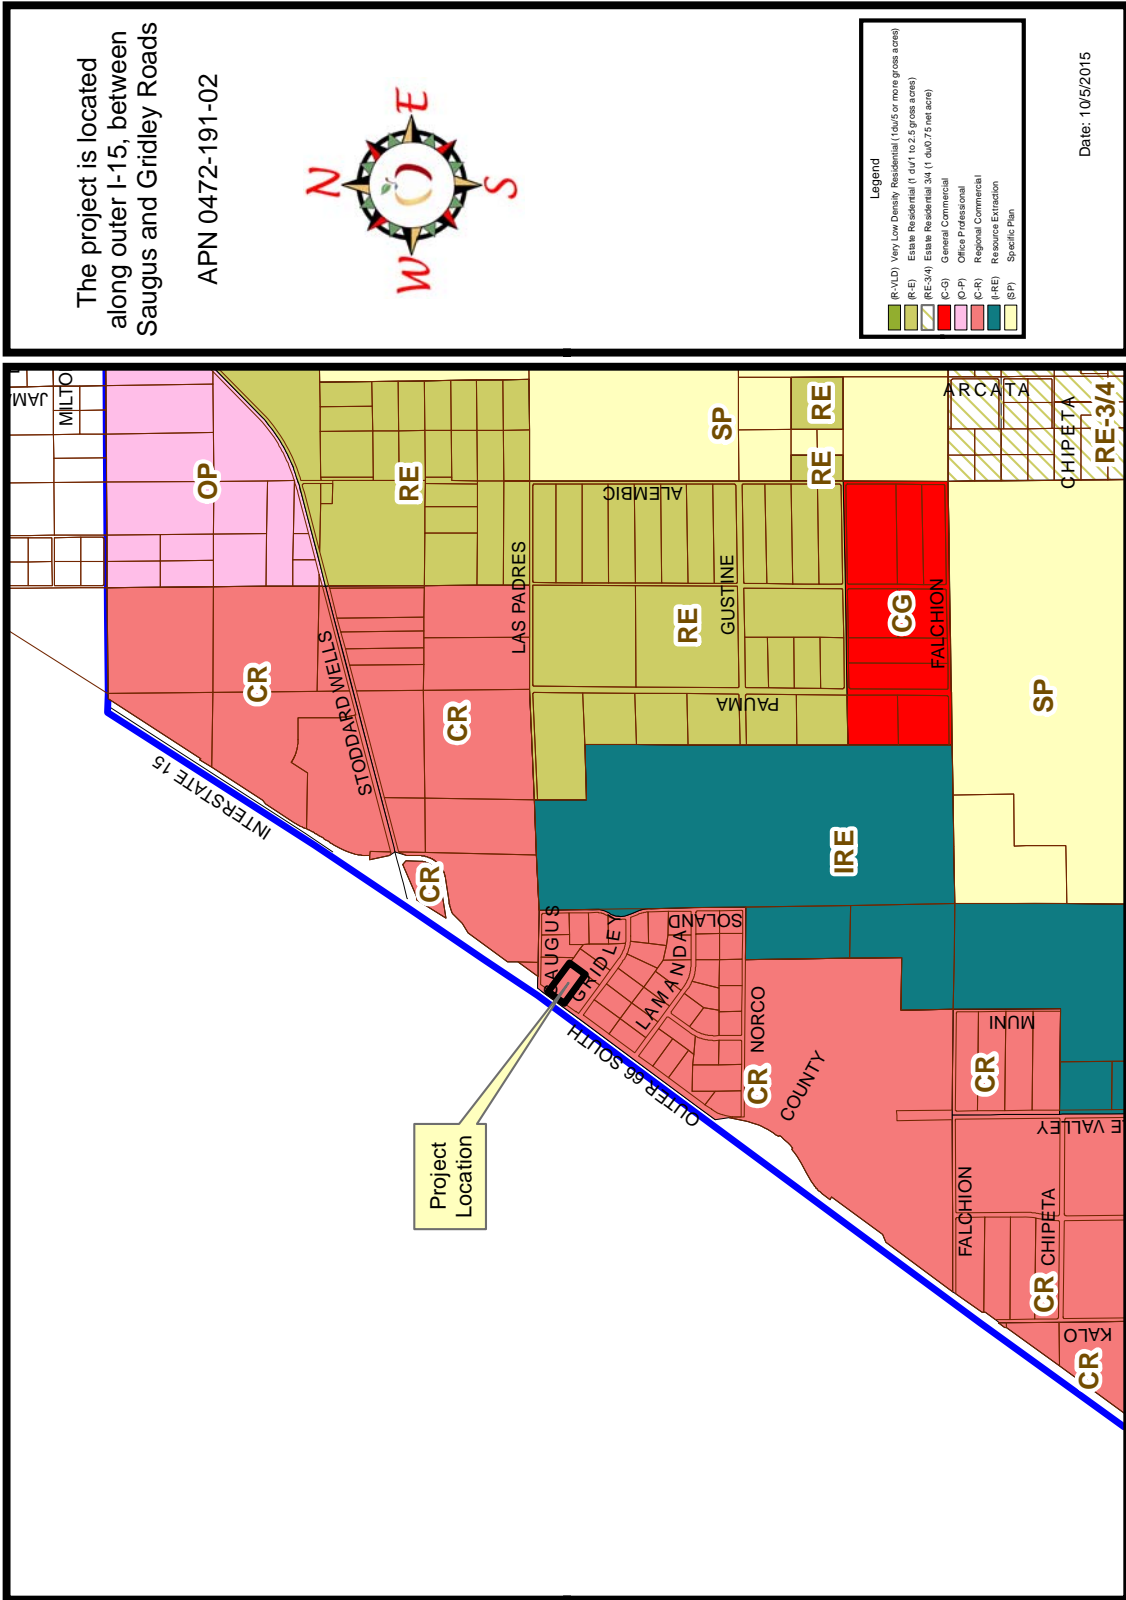 The project is located
along outer I-15, between
Saugus and Gridley Roads
APN 0472-191-02
N
W
E
S
Legend
(R-VLD) Very Low Density Residential (1du/5 or more gross acres)
(R-E) Estate Residential (1 du/1 to 2.5 gross acres)
(RE-3/4) Estate Residential 3/4 (1 du/0.75 net acre)
(C-G) General Commercial
(O-P) Office Professional
(C-R) Regional Commercial
(I-RE) Resource Extraction
(SP) Specific Plan
Date: 10/5/2015
MILTO
OP
RE
SP
RE
RE
ARCATA
CHIPETA
RE-3/4
ALEMBIC
LAS PADRES
GUSTINE
RE
CG
FALCHION
PAUMA
SP
CR
STODDARD WELLS
CR
INTERSTATE 15
CR
IRE
SAUGUS
GRIDLEY
LAMANDA
SOLAND
NORCO
CR
COUNTY
OUTER 66 SOUTH
Project
Location
MUNI
CR
E VALLEY
FALCHION
CHIPETA
CR
KALO
CR